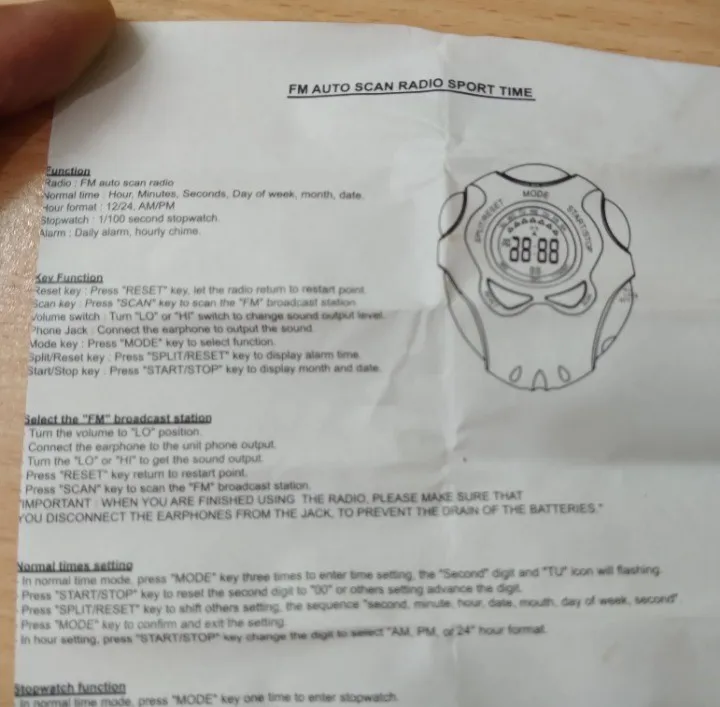 FM AUTO SCAN RADIO SPORT TIME
Function
Radio : FM auto scan radio
Normal time : Hour, Minutes, Seconds, Day of week, month, date.
Hour format : 12/24, AM/PM
Stopwatch : 1/100 second stopwatch.
Alarm : Daily alarm, hourly chime.
MODE
SPLIT/RESET
START/STOP
88:88
Key Function
Reset key : Press "RESET" key, let the radio return to restart point.
Scan key : Press "SCAN" key to scan the "FM" broadcast station
Volume switch : Turn "LO" or "HI" switch to change sound output level.
Phone Jack : Connect the earphone to output the sound.
Mode key : Press "MODE" key to select function.
Split/Reset key : Press "SPLIT/RESET" key to display alarm time.
Start/Stop key : Press "START/STOP" key to display month and date.
Select the "FM" broadcast station
Turn the volume to "LO" position.
Connect the earphone to the unit phone output.
Turn the "LO" or "HI" to get the sound output.
Press "RESET" key return to restart point.
- Press "SCAN" key to scan the "FM" broadcast station.
"IMPORTANT : WHEN YOU ARE FINISHED USING THE RADIO, PLEASE MAKE SURE THAT
YOU DISCONNECT THE EARPHONES FROM THE JACK, TO PREVENT THE DRAIN OF THE BATTERIES."
Normal times setting
- In normal time mode, press "MODE" key three times to enter time setting, the "Second" digit and "TU" icon will flashing.
- Press "START/STOP" key to reset the second digit to "00" or others setting advance the digit.
- Press "SPLIT/RESET" key to shift others setting, the sequence "second, minute, hour, date, mouth, day of week, second".
- Press "MODE" key to confirm and exit the setting.
- In hour setting, press "START/STOP" key change the digit to select "AM, PM, or 24" hour format.
Stopwatch function
- In normal time mode, press "MODE" key one time to enter stopwatch.